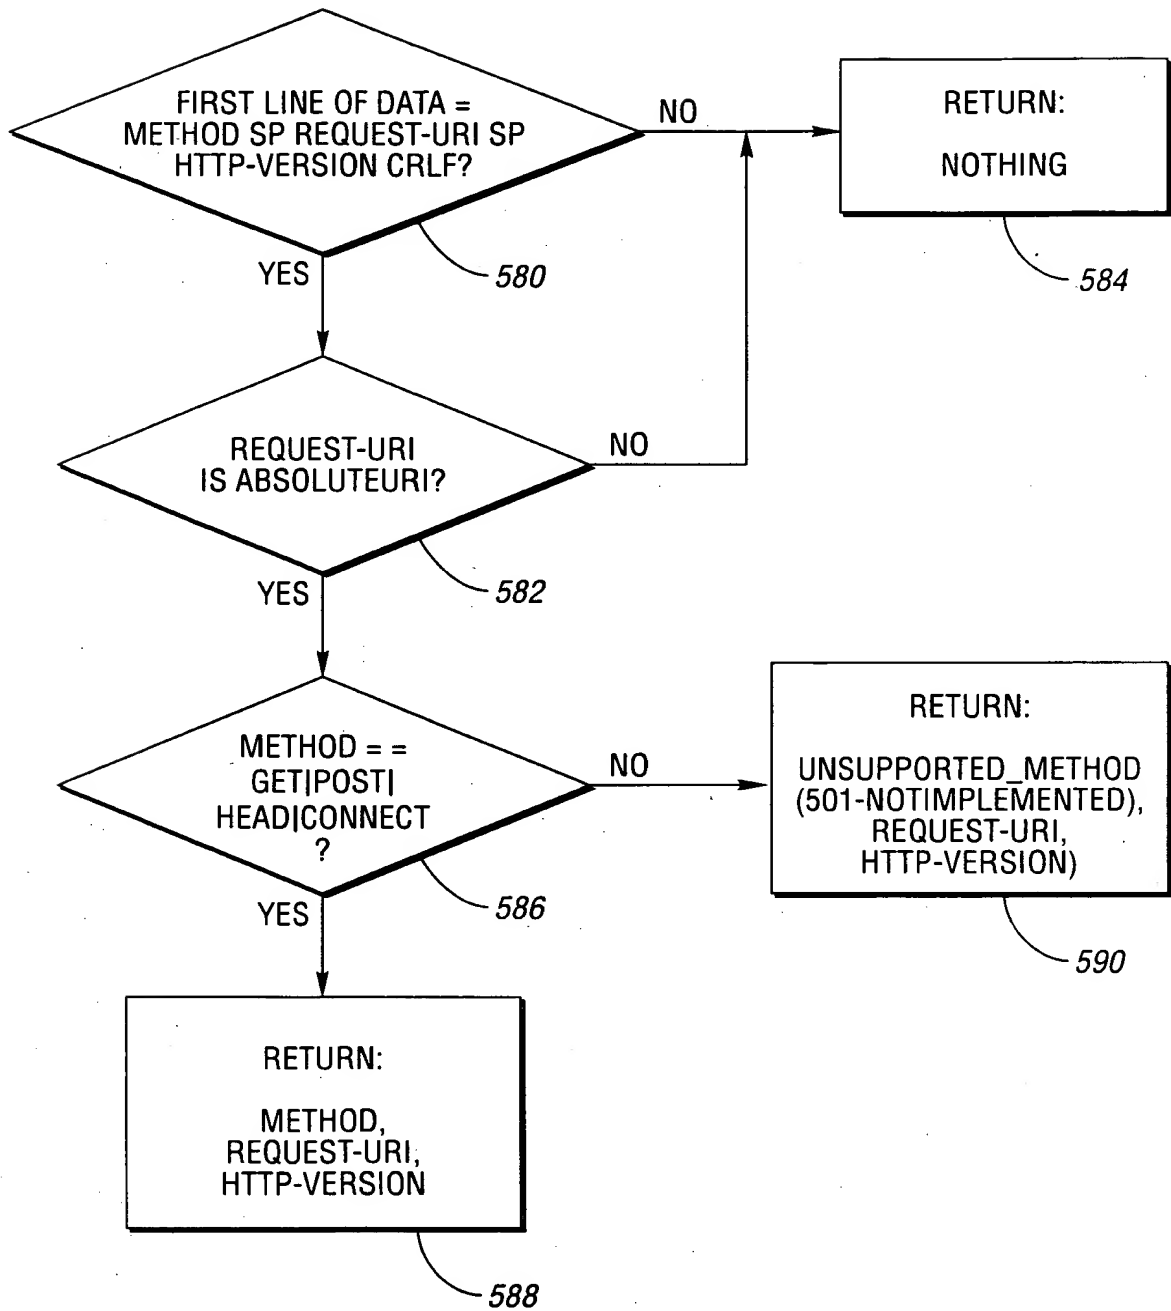 FIRST LINE OF DATA =
METHOD SP REQUEST-URI SP
HTTP-VERSION CRLF?
NO
RETURN:
NOTHING
YES
580
584
REQUEST-URI
IS ABSOLUTEURI?
NO
YES
582
METHOD = =
GET|POST|
HEAD|CONNECT
?
NO
RETURN:
UNSUPPORTED_METHOD
(501-NOTIMPLEMENTED),
REQUEST-URI,
HTTP-VERSION)
YES
586
590
RETURN:
METHOD,
REQUEST-URI,
HTTP-VERSION
588